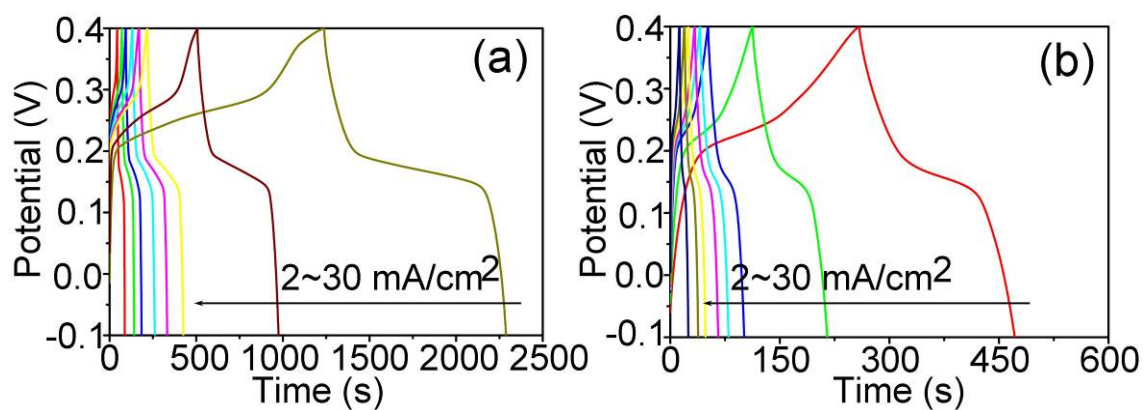 (a)
Potential (V)
0.4
0.3
0.2
0.1
0.0
-0.1
2~30 mA/cm2
0 500 1000 1500 2000 2500
Time (s)
(b)
Potential (V)
0.4
0.3
0.2
0.1
0.0
-0.1
2~30 mA/cm2
0 150 300 450 600
Time (s)